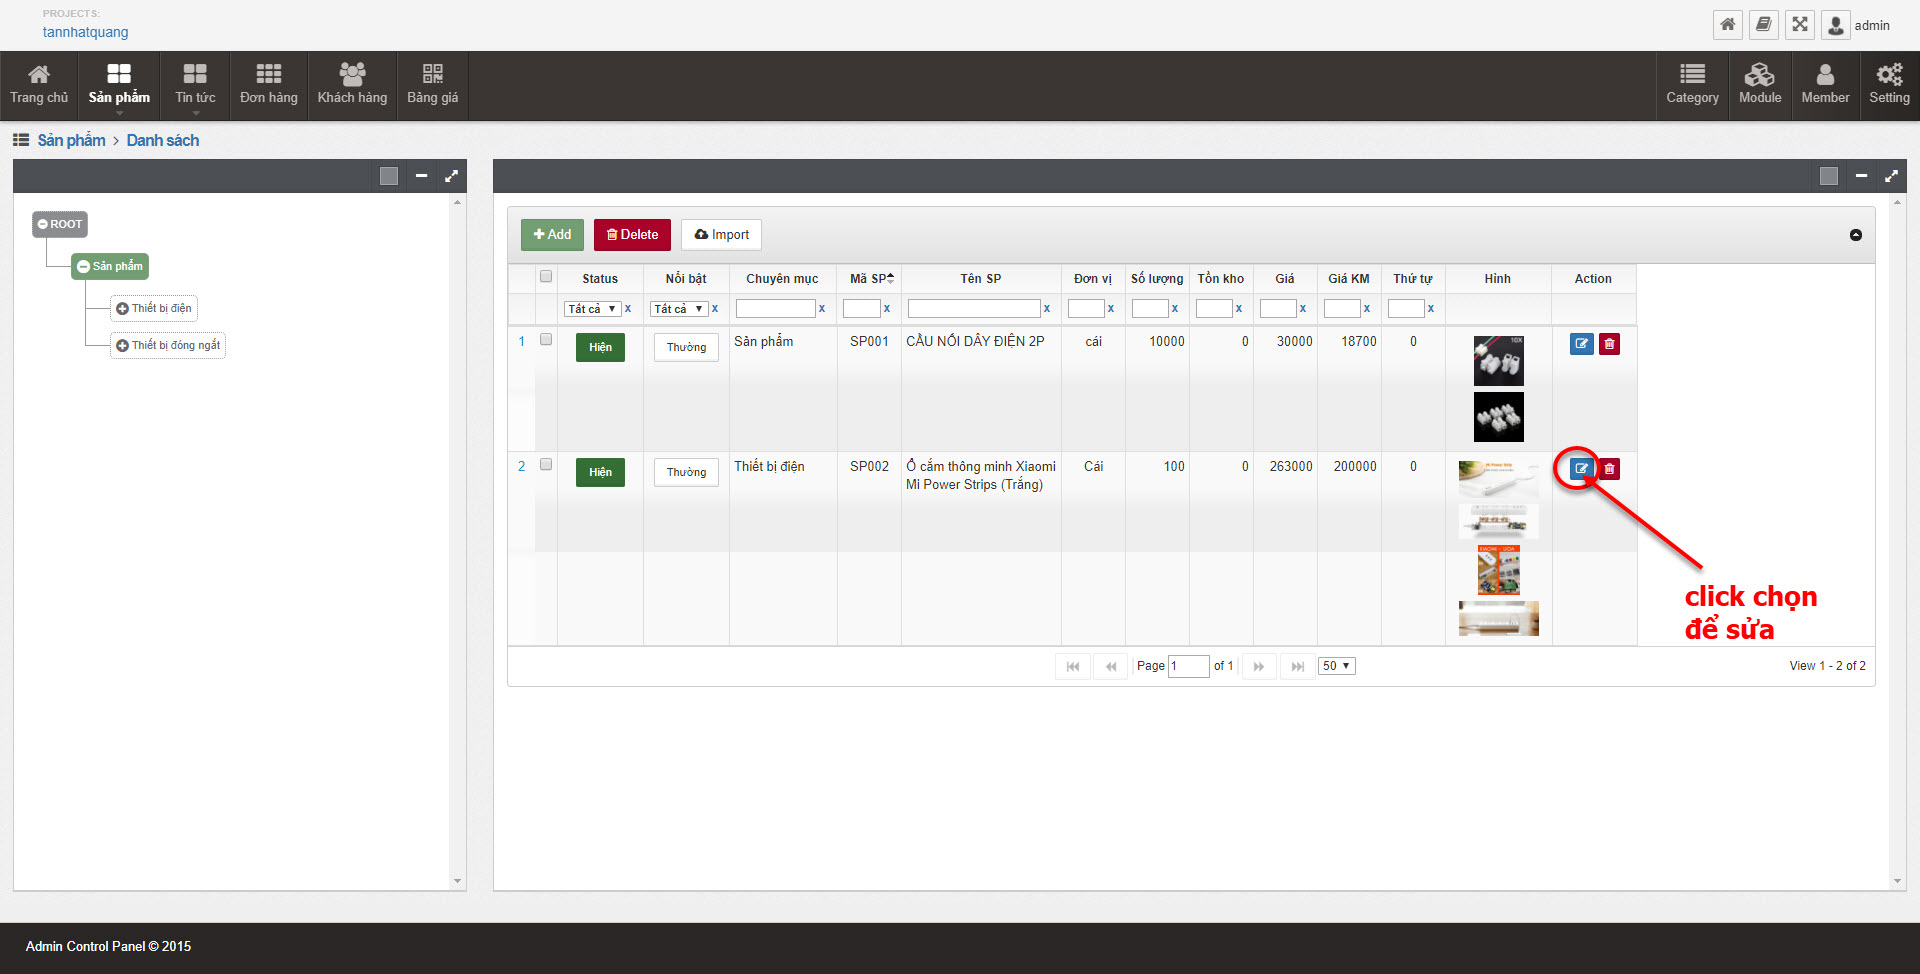 PROJECTS:
tannhatquang
admin
Trang chủ
Sản phẩm
Tin tức
Đơn hàng
Khách hàng
Bảng giá
Category
Module
Member
Setting
Sản phẩm > Danh sách
ROOT
Sản phẩm
Thiết bị điện
Thiết bị đóng ngắt
Add
Delete
Import
Status Nổi bật Chuyên mục Mã SP Tên SP Đơn vị Số lượng Tồn kho Giá Giá KM Thứ tự Hình Action
Tất cả x Tất cả x x x x x x x x x x
1 Hiện Thường Sản phẩm SP001 CẦU NỐI DÂY ĐIỆN 2P cái 10000 0 30000 18700 0
10X
2 Hiện Thường Thiết bị điện SP002 Ổ cắm thông minh Xiaomi Cái 100 0 263000 200000 0
Mi Power Strips (Trắng)
Mi Power Strip
click chọn
để sửa
Page 1 of 1 50
View 1 - 2 of 2
Admin Control Panel © 2015